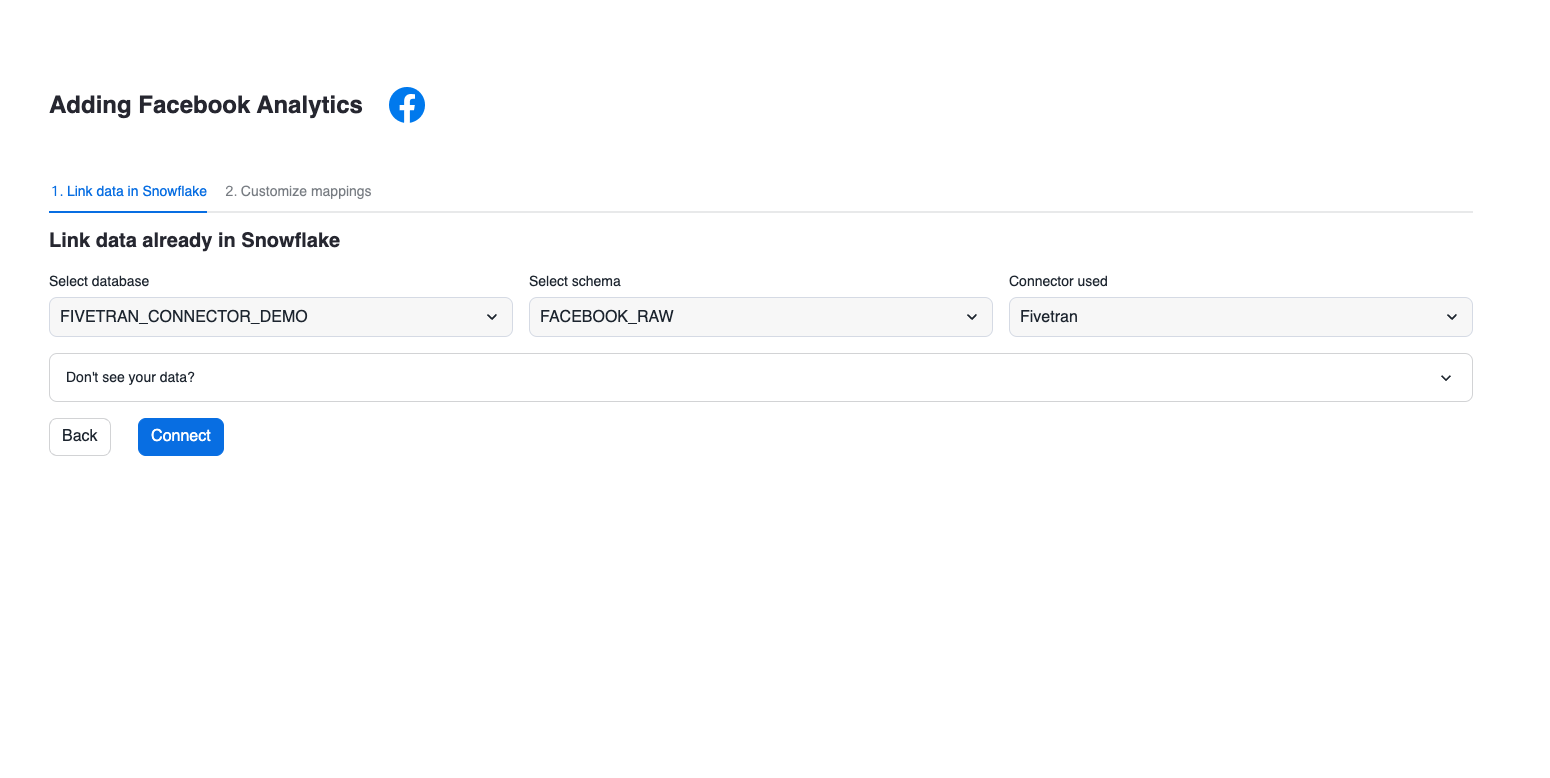 Adding Facebook Analytics
1. Link data in Snowflake 2. Customize mappings
Link data already in Snowflake
Select database Select schema Connector used
FIVETRAN_CONNECTOR_DEMO FACEBOOK_RAW Fivetran
Don't see your data?
Back Connect